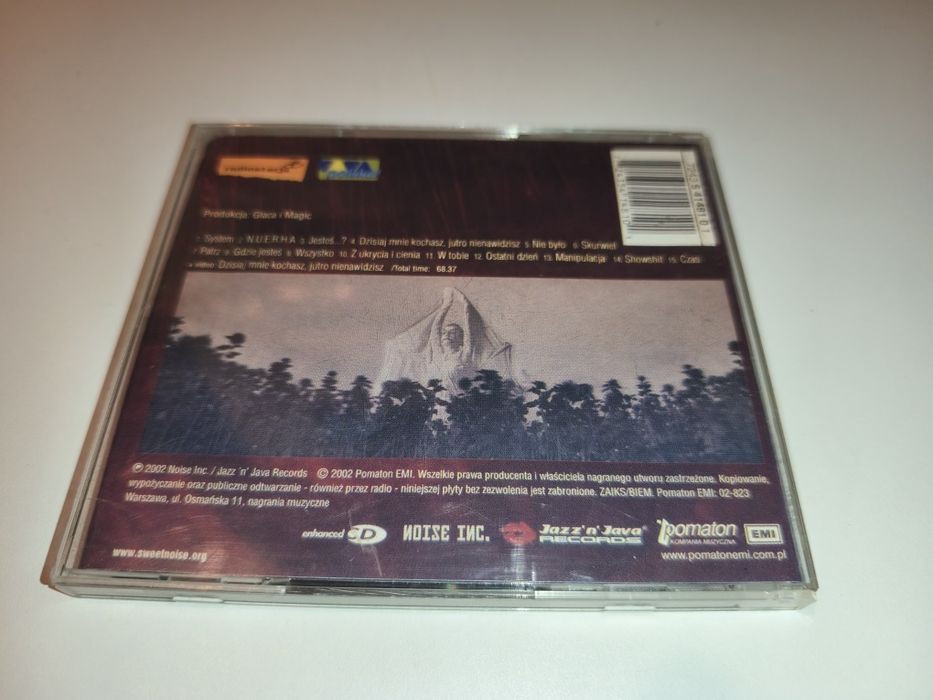 radiostacja
Produkcja: Glaca i Magic
1. System 2. N.U.E.R.H.A 3. Jesteś...? 4. Dzisiaj mnie kochasz, jutro nienawidzisz 5. Nie było 6. Skurwiel
7. Patrz 8. Gdzie jesteś 9. Wszystko 10. Z ukrycia i cienia 11. W tobie 12. Ostatni dzień 13. Manipulacja 14. Showshit 15. Czas
+ video Dzisiaj mnie kochasz, jutro nienawidzisz /Total time: 68.37
℗ 2002 Noise Inc. / Jazz 'n' Java Records © 2002 Pomaton EMI. Wszelkie prawa producenta i właściciela nagranego utworu zastrzeżone. Kopiowanie,
wypożyczanie oraz publiczne odtwarzanie - również przez radio - niniejszej płyty bez zezwolenia jest zabronione. ZAIKS/BIEM. Pomaton EMI: 02-823
Warszawa, ul. Osmańska 11, nagrania muzyczne
enhanced CD NOISE INC. Jazz'n'Java® RECORDS pomaton KOMPANIA MUZYCZNA EMI
www.sweetnoise.org www.pomatonemi.com.pl